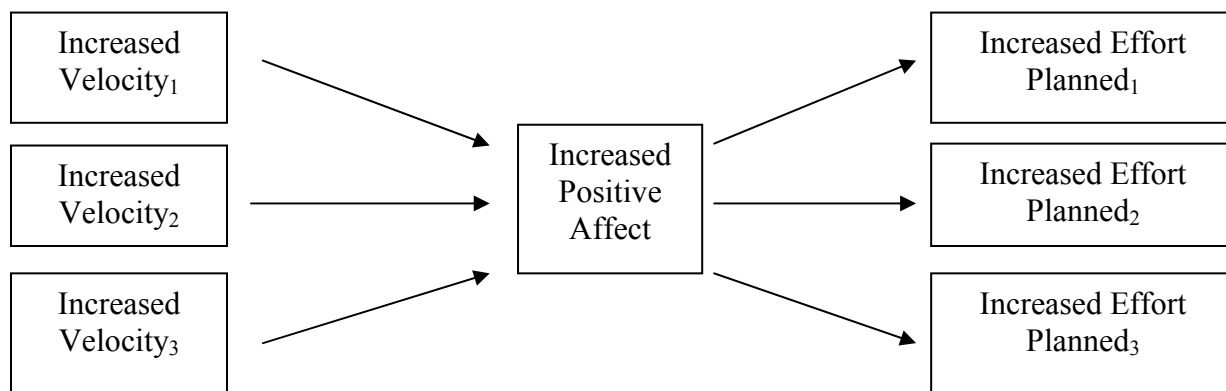 Increased
Velocity₁
Increased
Velocity₂
Increased
Velocity₃
Increased
Positive
Affect
Increased Effort
Planned₁
Increased Effort
Planned₂
Increased Effort
Planned₃